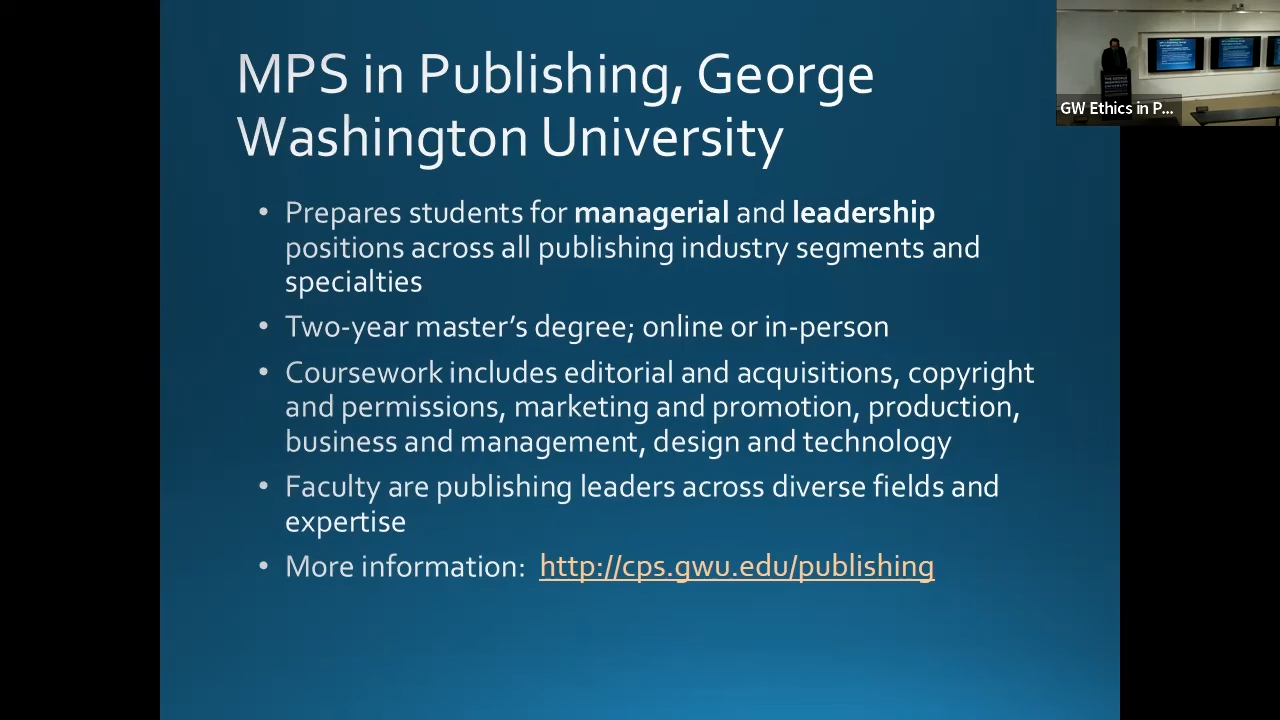 MPS in Publishing, George
Washington University
• Prepares students for managerial and leadership
positions across all publishing industry segments and
specialties
• Two-year master’s degree; online or in-person
• Coursework includes editorial and acquisitions, copyright
and permissions, marketing and promotion, production,
business and management, design and technology
• Faculty are publishing leaders across diverse fields and
expertise
• More information: http://cps.gwu.edu/publishing
GW Ethics in P...